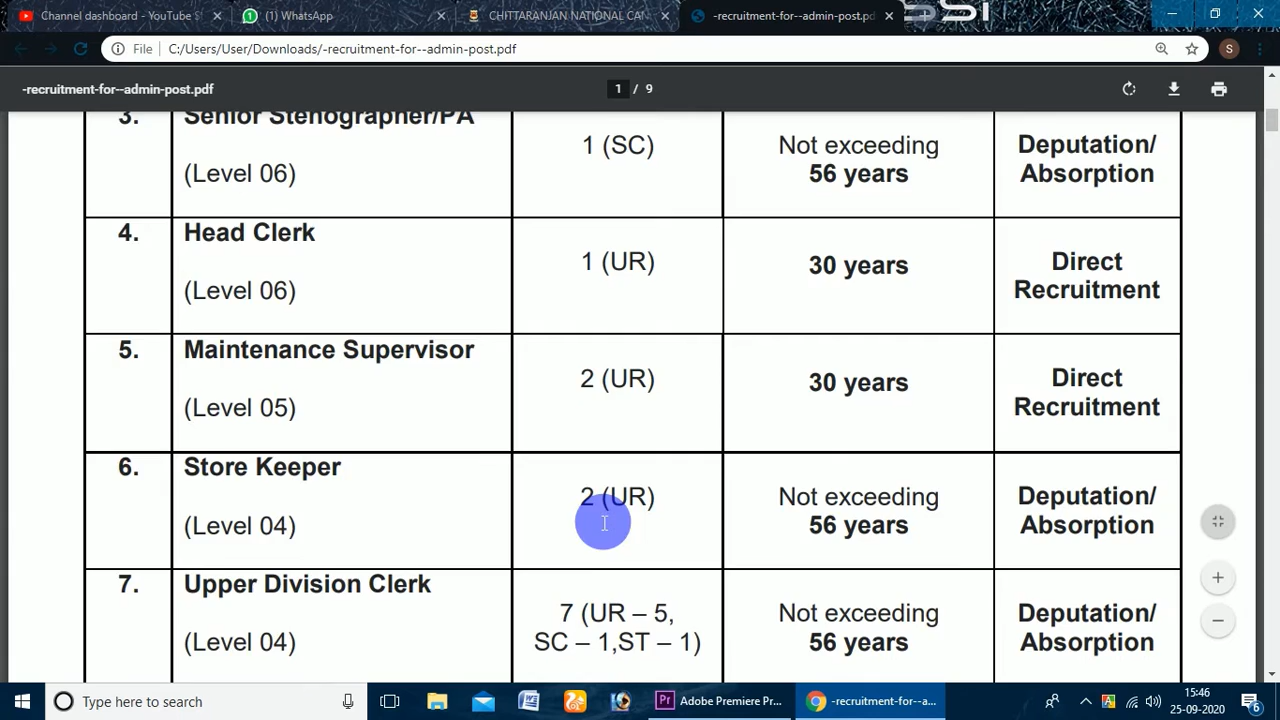 Channel dashboard - YouTube S
(1) WhatsApp
CHITTARANJAN NATIONAL CAN
-recruitment-for--admin-post.pdf
File C:/Users/User/Downloads/-recruitment-for--admin-post.pdf
S
-recruitment-for--admin-post.pdf
1 / 9
3. Senior Stenographer/PA
(Level 06)
1 (SC)
Not exceeding
56 years
Deputation/
Absorption
4. Head Clerk
(Level 06)
1 (UR)
30 years
Direct
Recruitment
5. Maintenance Supervisor
(Level 05)
2 (UR)
30 years
Direct
Recruitment
6. Store Keeper
(Level 04)
2 (UR)
Not exceeding
56 years
Deputation/
Absorption
7. Upper Division Clerk
(Level 04)
7 (UR – 5,
SC – 1,ST – 1)
Not exceeding
56 years
Deputation/
Absorption
Type here to search
Adobe Premiere Pr...
-recruitment-for--a...
15:46
25-09-2020
6